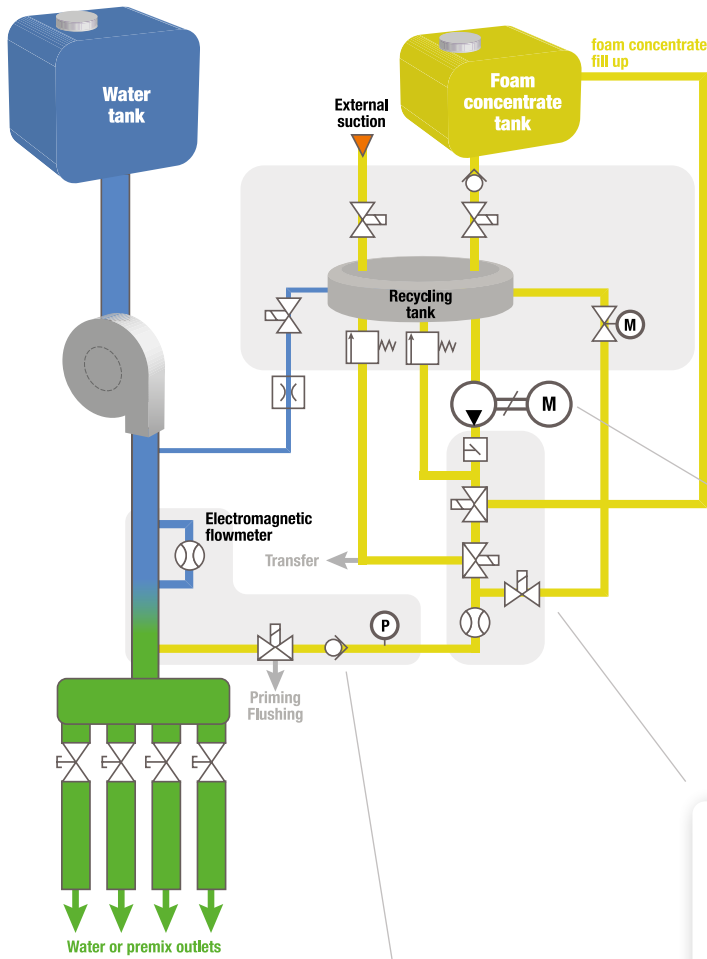 Water
tank
External
suction
Foam
concentrate
tank
foam concentrate
fill up
Recycling
tank
M
M
Electromagnetic
flowmeter
Transfer
P
Priming
Flushing
Water or premix outlets